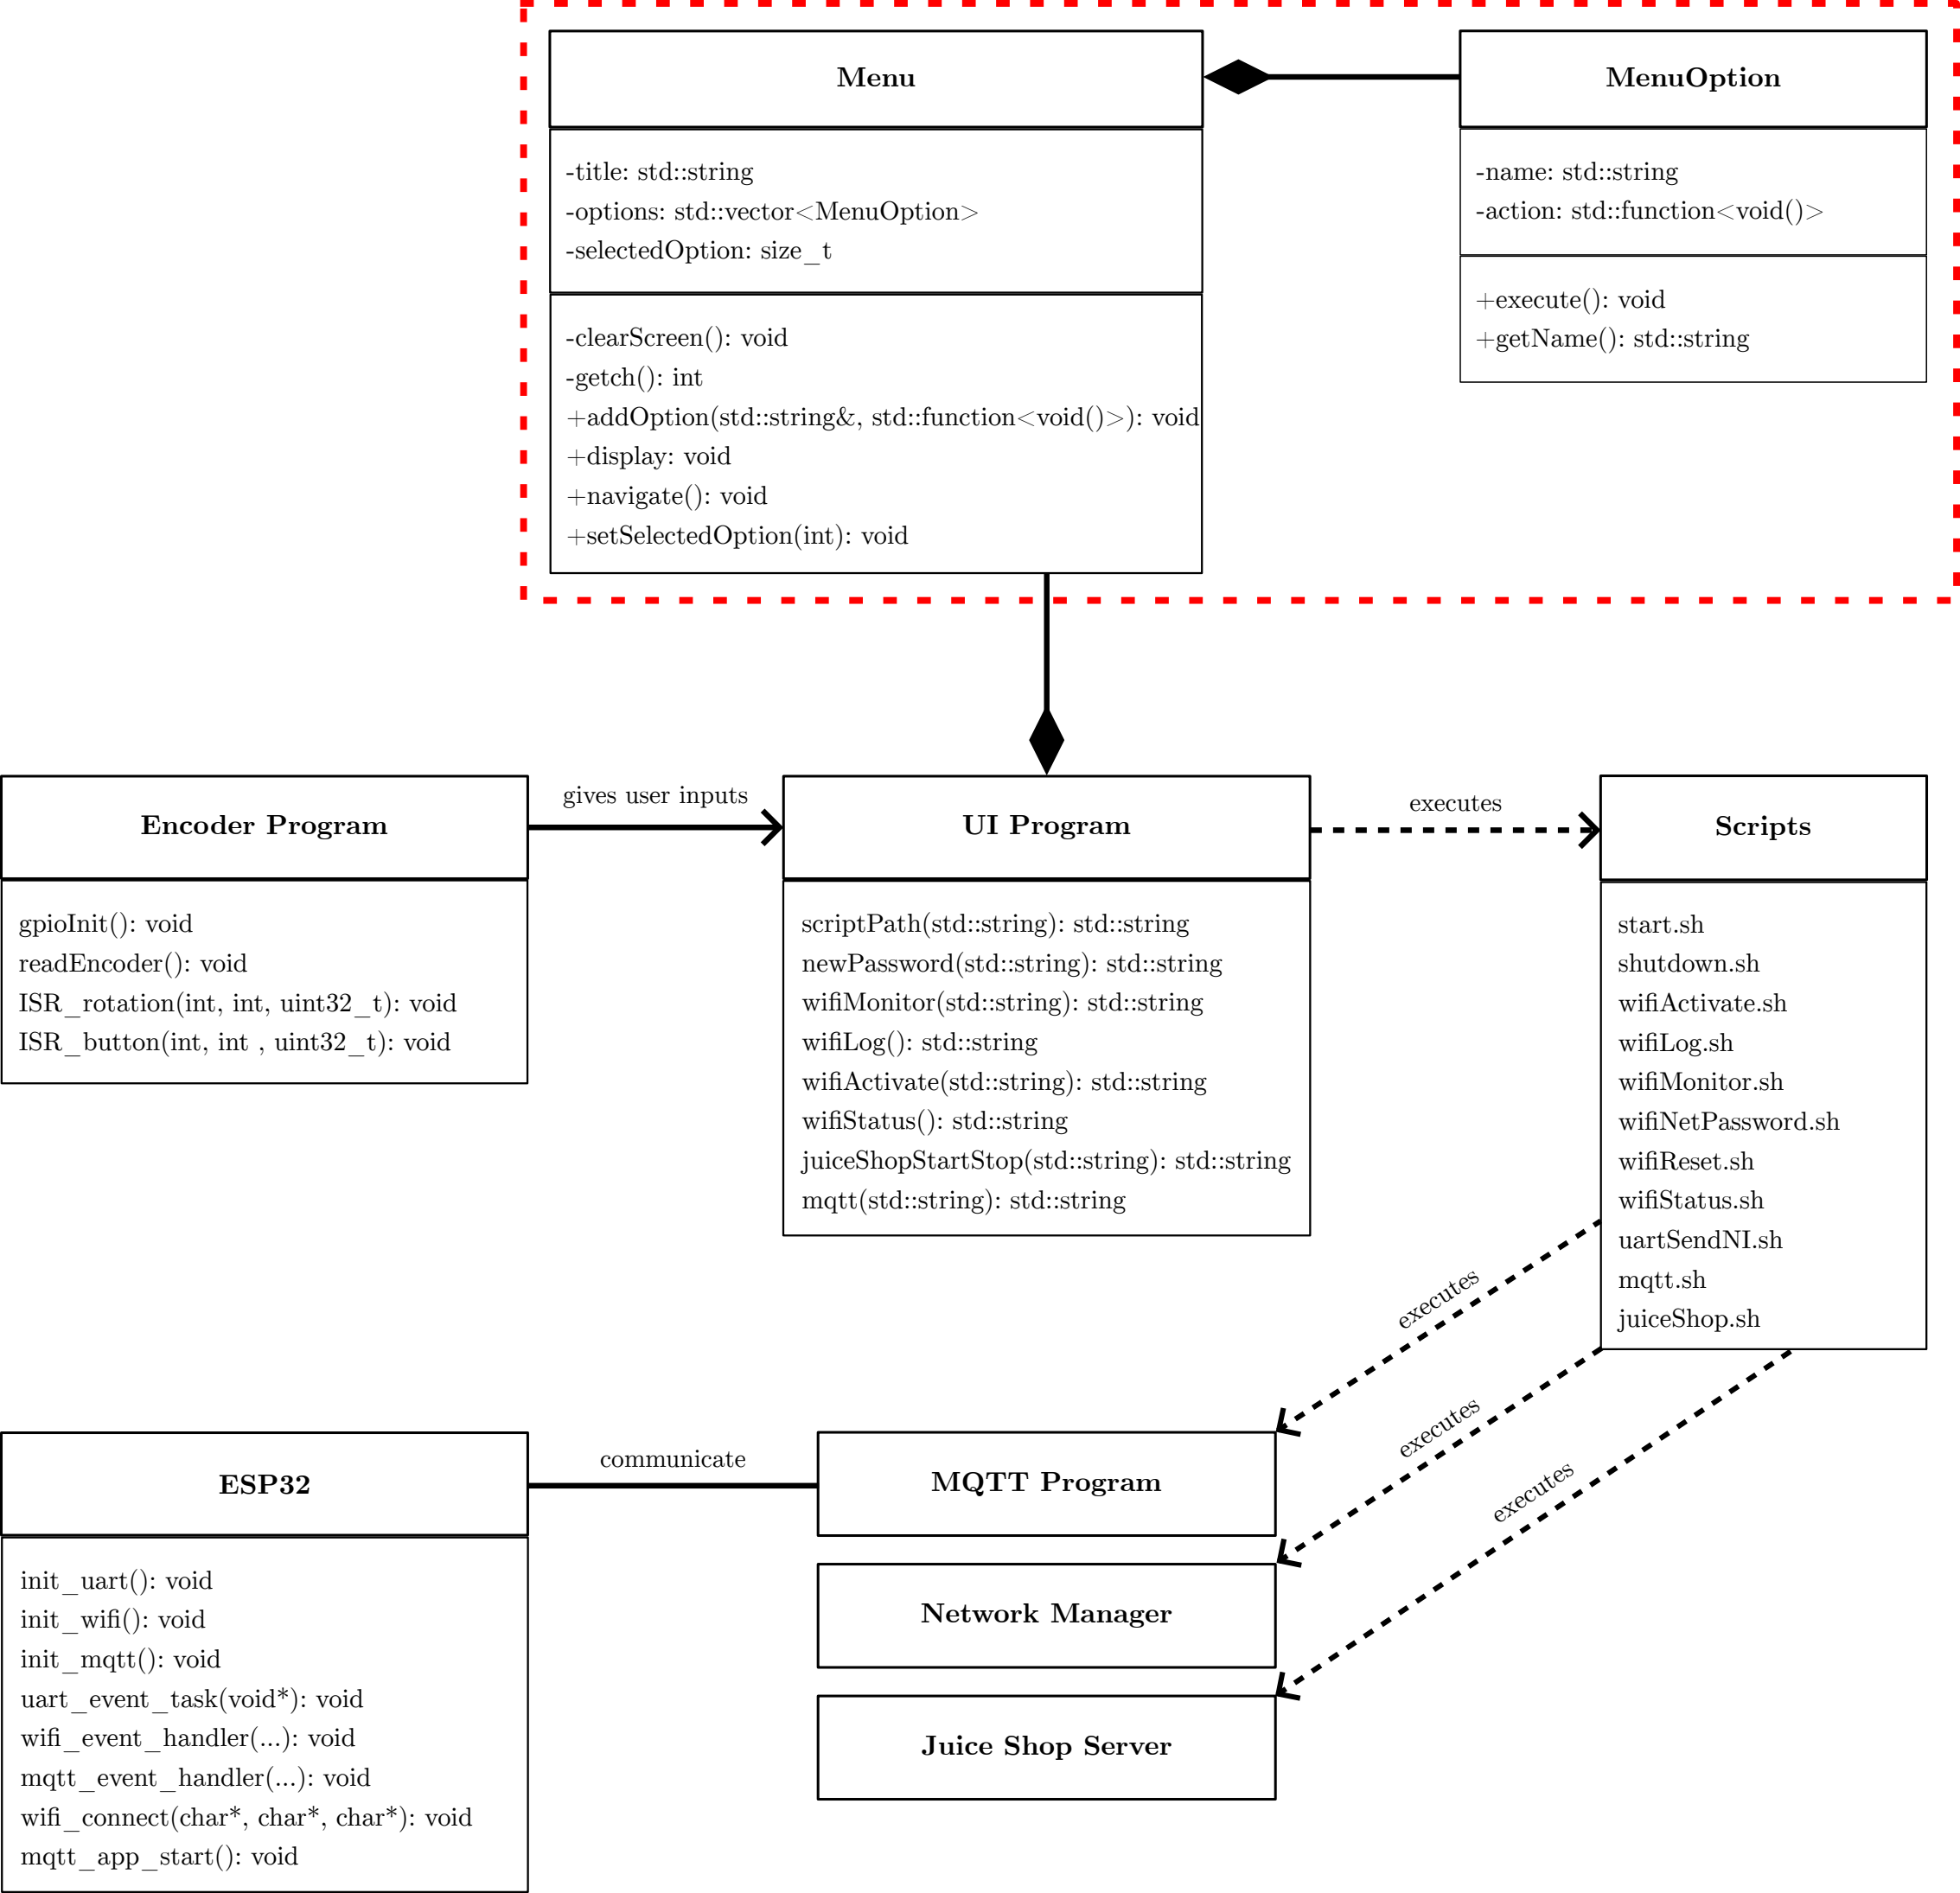 Menu
-title: std::string
-options: std::vector<MenuOption>
-selectedOption: size_t
-clearScreen(): void
-getch(): int
+addOption(std::string&, std::function<void()>): void
+display: void
+navigate(): void
+setSelectedOption(int): void
MenuOption
-name: std::string
-action: std::function<void()>
+execute(): void
+getName(): std::string
Encoder Program
gpioInit(): void
readEncoder(): void
ISR_rotation(int, int, uint32_t): void
ISR_button(int, int , uint32_t): void
gives user inputs
UI Program
scriptPath(std::string): std::string
newPassword(std::string): std::string
wifiMonitor(std::string): std::string
wifiLog(): std::string
wifiActivate(std::string): std::string
wifiStatus(): std::string
juiceShopStartStop(std::string): std::string
mqtt(std::string): std::string
executes
Scripts
start.sh
shutdown.sh
wifiActivate.sh
wifiLog.sh
wifiMonitor.sh
wifiNetPassword.sh
wifiReset.sh
wifiStatus.sh
uartSendNI.sh
mqtt.sh
juiceShop.sh
executes
executes
executes
ESP32
init_uart(): void
init_wifi(): void
init_mqtt(): void
uart_event_task(void*): void
wifi_event_handler(...): void
mqtt_event_handler(...): void
wifi_connect(char*, char*, char*): void
mqtt_app_start(): void
communicate
MQTT Program
Network Manager
Juice Shop Server